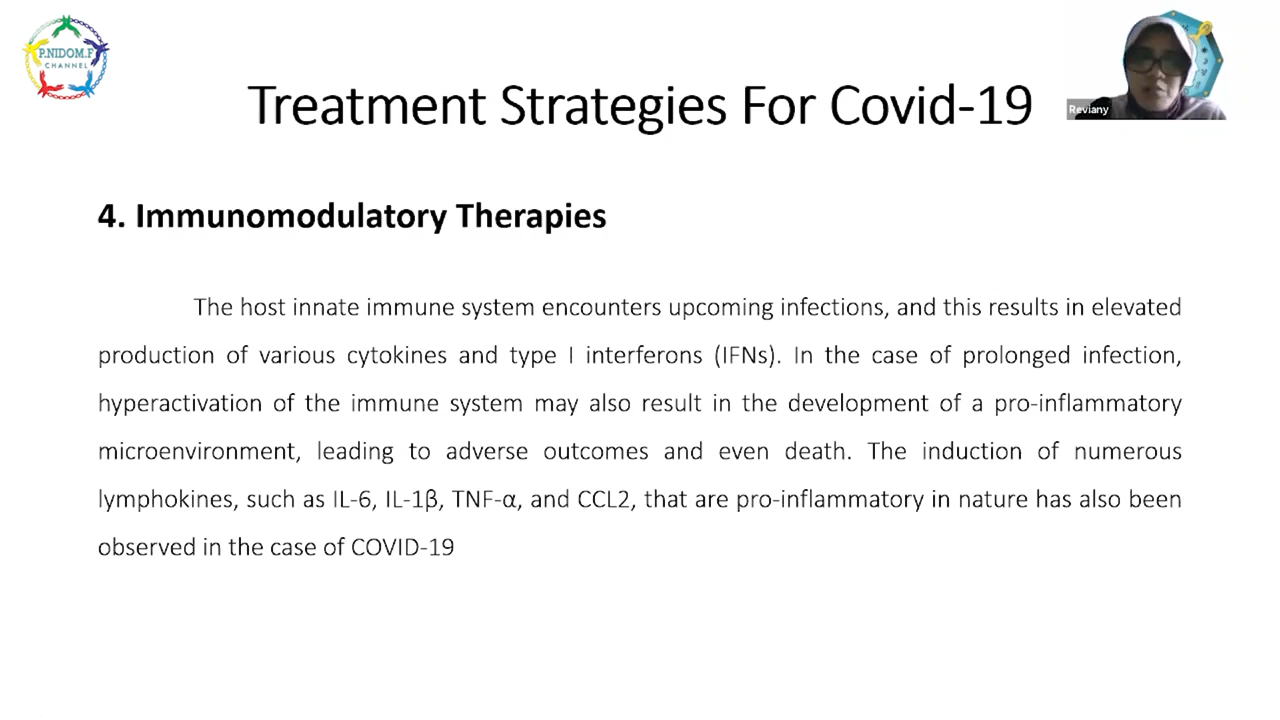 P.NIDOM.F
CHANNEL
Treatment Strategies For Covid-19
Reviany
4. Immunomodulatory Therapies
The host innate immune system encounters upcoming infections, and this results in elevated
production of various cytokines and type I interferons (IFNs). In the case of prolonged infection,
hyperactivation of the immune system may also result in the development of a pro-inflammatory
microenvironment, leading to adverse outcomes and even death. The induction of numerous
lymphokines, such as IL-6, IL-1β, TNF-α, and CCL2, that are pro-inflammatory in nature has also been
observed in the case of COVID-19